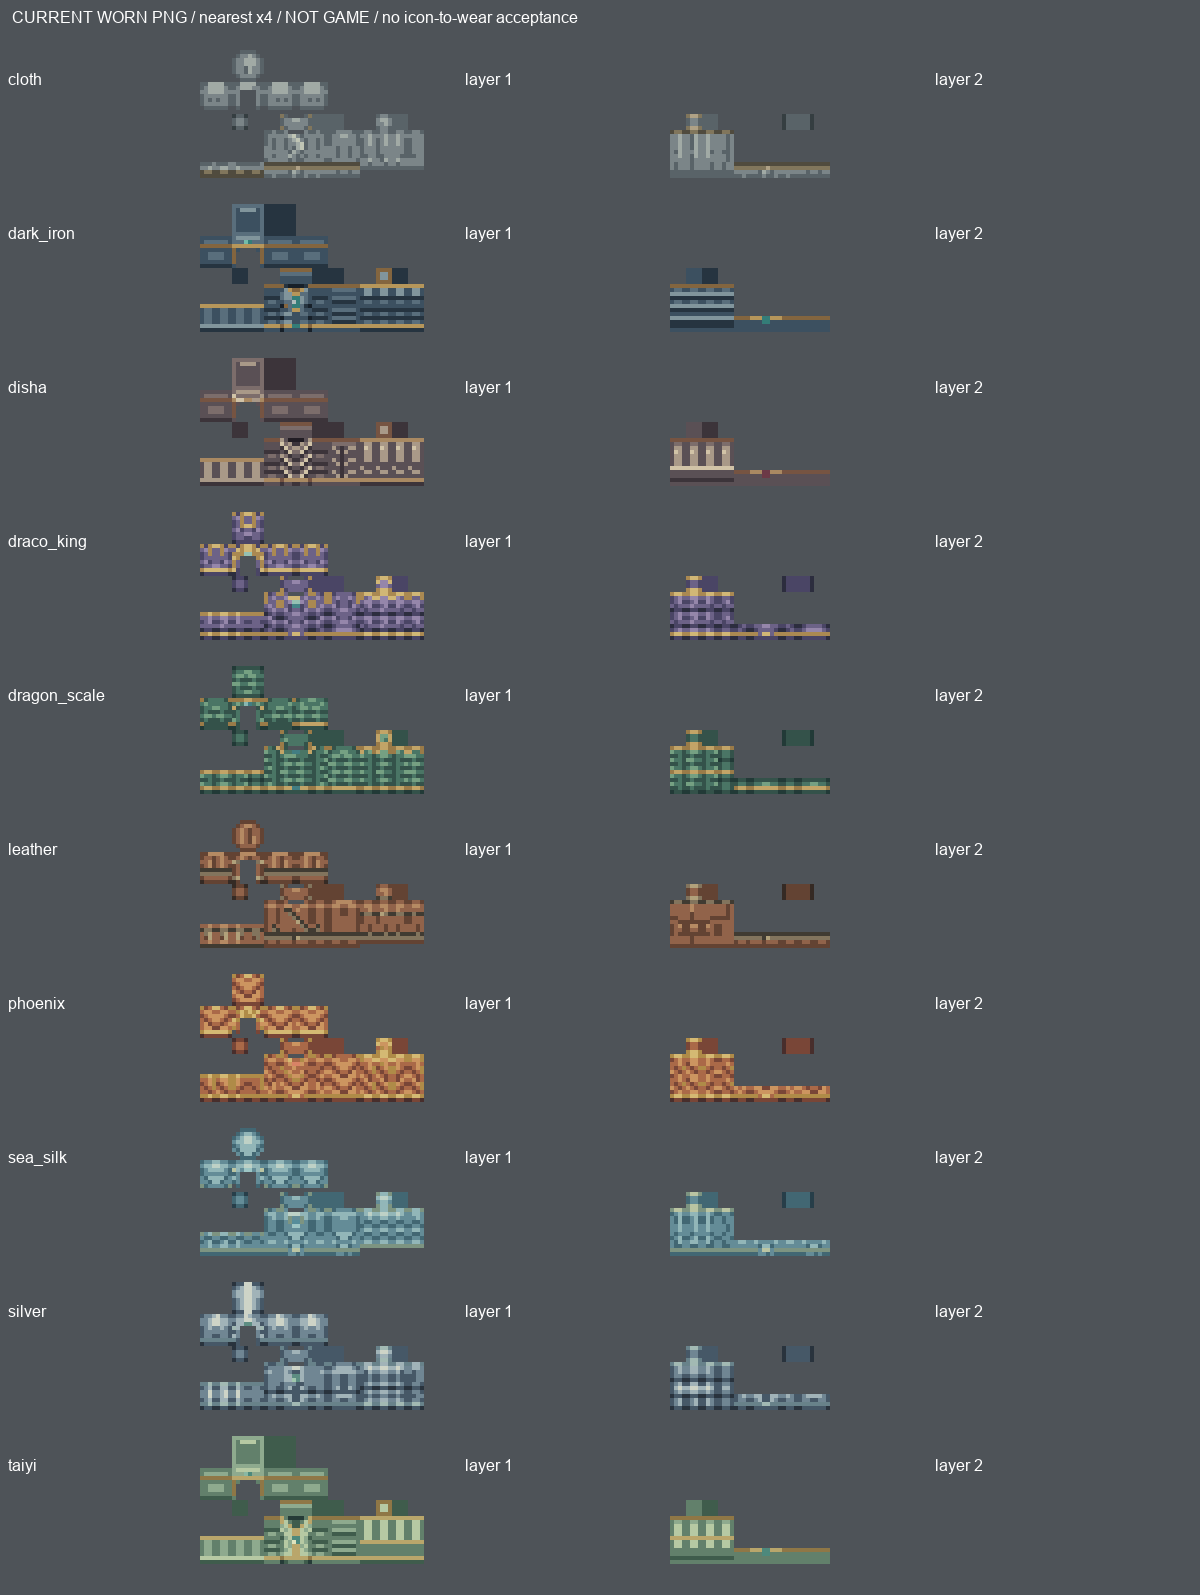 CURRENT WORN PNG / nearest x4 / NOT GAME / no icon-to-wear acceptance
cloth layer 1 layer 2
dark_iron layer 1 layer 2
disha layer 1 layer 2
draco_king layer 1 layer 2
dragon_scale layer 1 layer 2
leather layer 1 layer 2
phoenix layer 1 layer 2
sea_silk layer 1 layer 2
silver layer 1 layer 2
taiyi layer 1 layer 2